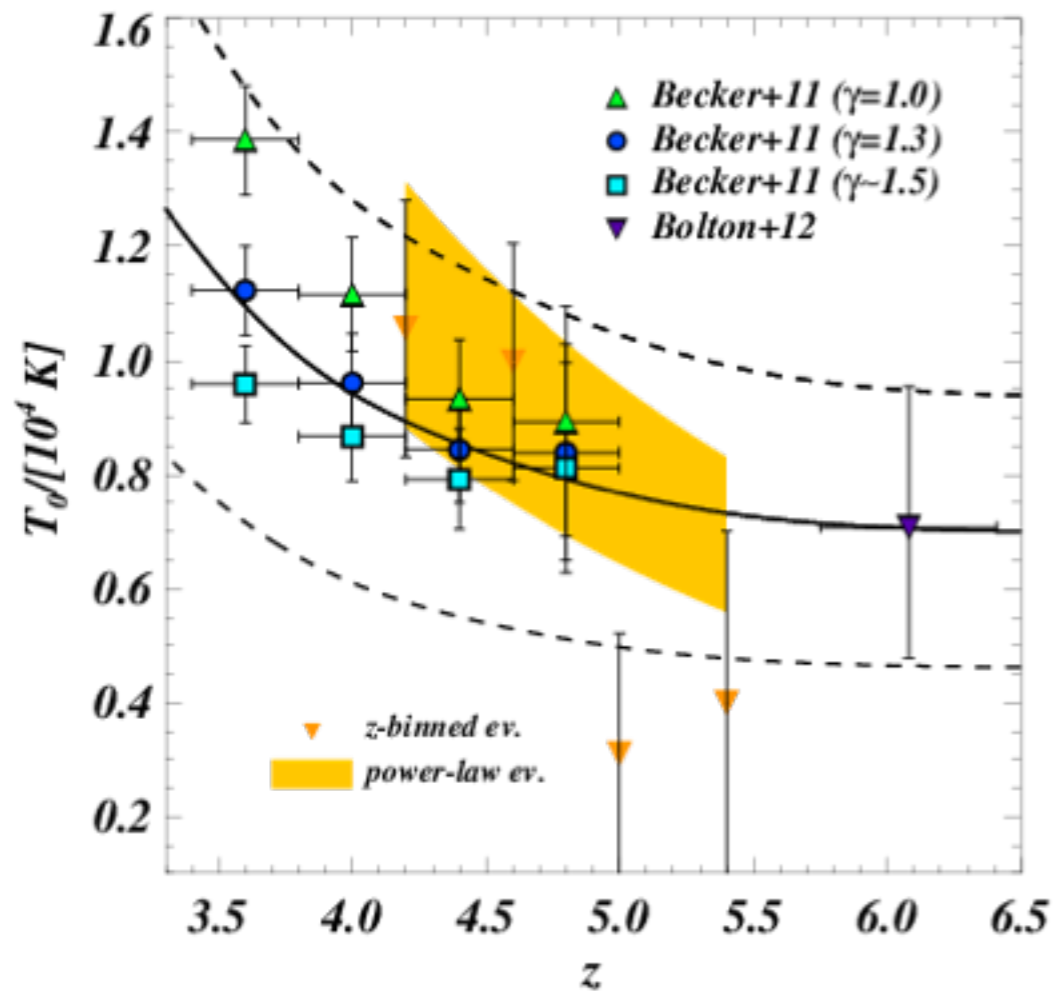 1.6
1.4
1.2
1.0
0.8
0.6
0.4
0.2
T0/[10^4 K]
Becker+11 (γ=1.0)
Becker+11 (γ=1.3)
Becker+11 (γ~1.5)
Bolton+12
z-binned ev.
power-law ev.
3.5 4.0 4.5 5.0 5.5 6.0 6.5
z